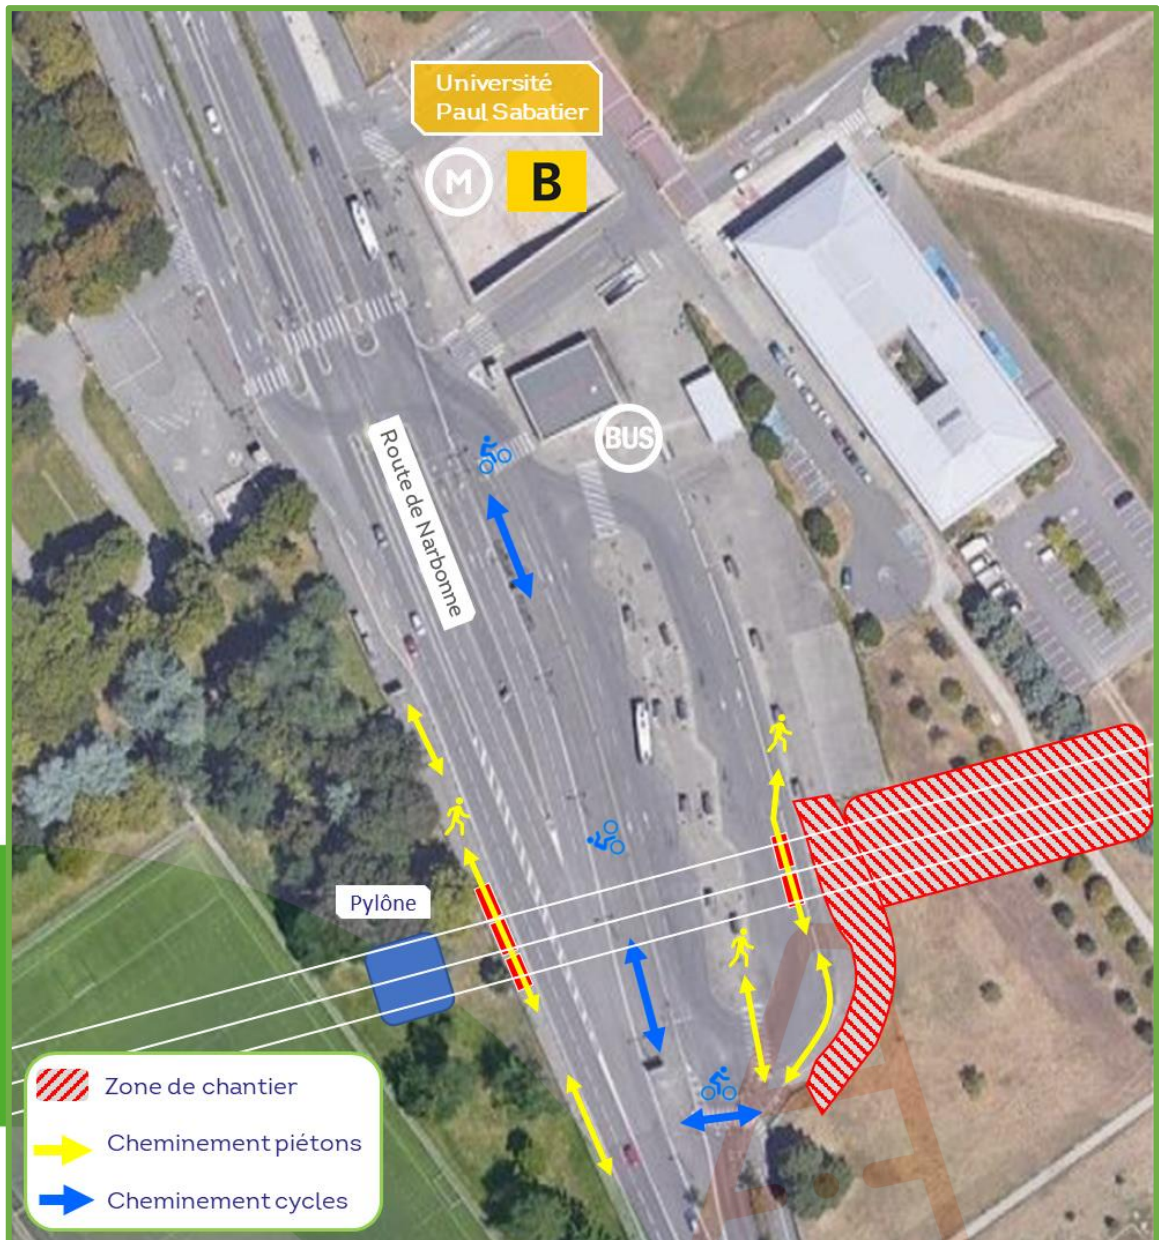 Université
Paul Sabatier
M
B
BUS
Route de Narbonne
Pylône
Zone de chantier
Cheminement piétons
Cheminement cycles